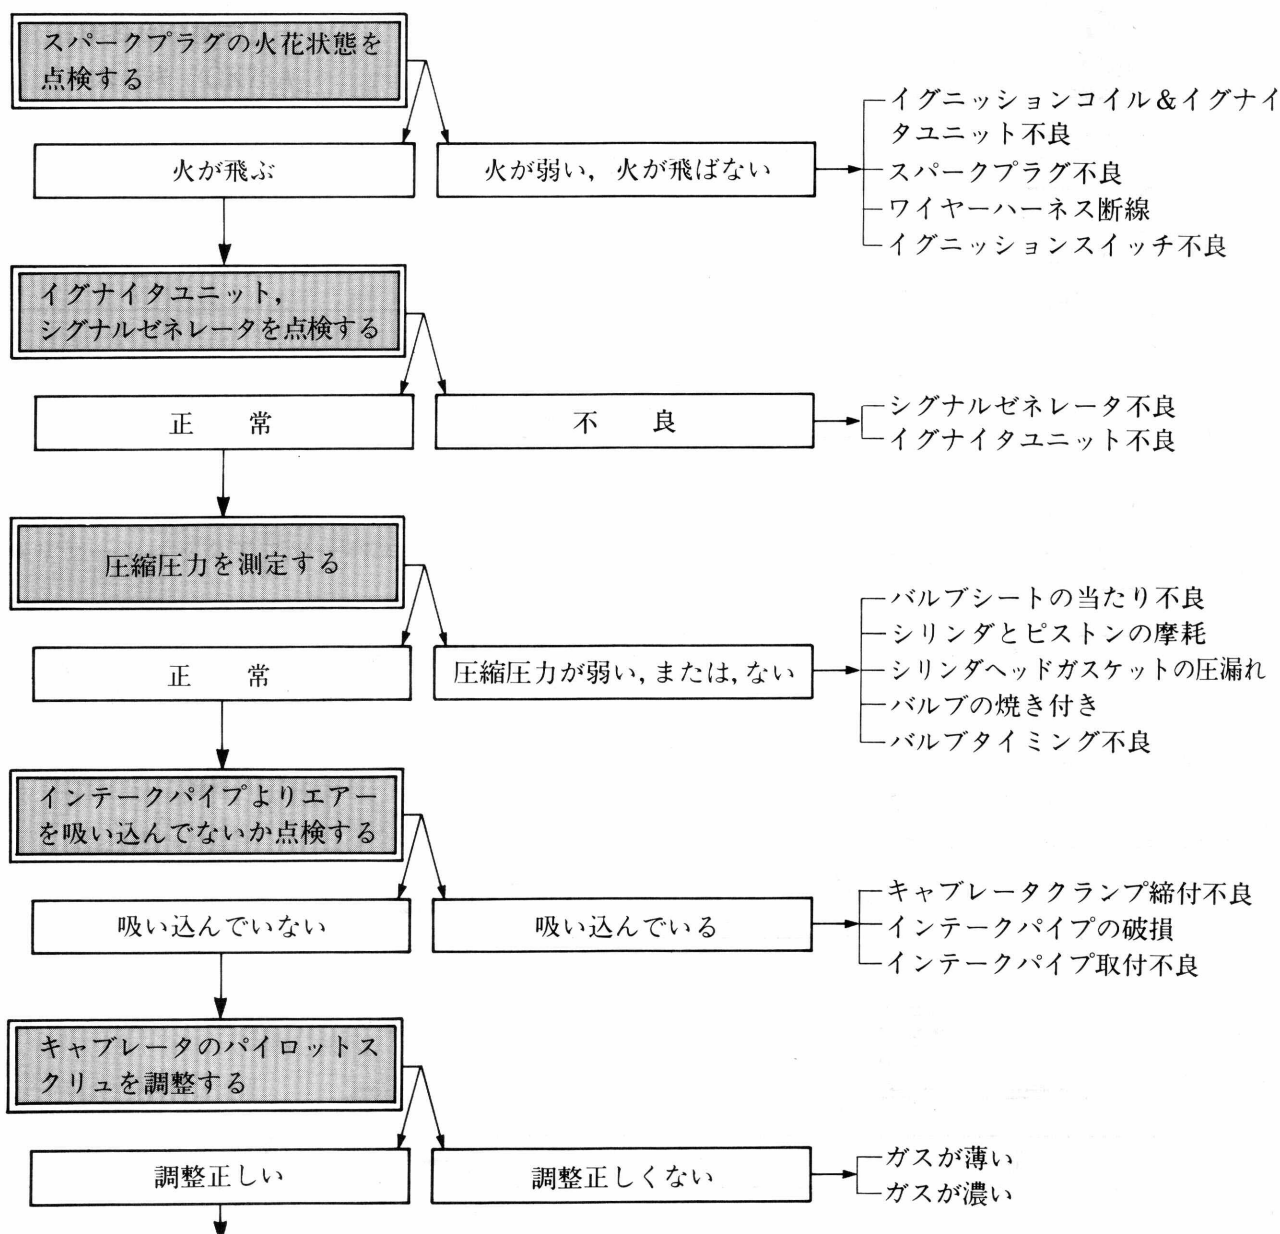 スパークプラグの火花状態を
点検する
火が飛ぶ
火が弱い，火が飛ばない
イグニッションコイル＆イグナイ
タユニット不良
スパークプラグ不良
ワイヤーハーネス断線
イグニッションスイッチ不良
イグナイタユニット，
シグナルゼネレータを点検する
正　常
不　良
シグナルゼネレータ不良
イグナイタユニット不良
圧縮圧力を測定する
正　常
圧縮圧力が弱い，または，ない
バルブシートの当たり不良
シリンダとピストンの摩耗
シリンダヘッドガスケットの圧漏れ
バルブの焼き付き
バルブタイミング不良
インテークパイプよりエアー
を吸い込んでないか点検する
吸い込んでいない
吸い込んでいる
キャブレータクランプ締付不良
インテークパイプの破損
インテークパイプ取付不良
キャブレータのパイロットス
クリュを調整する
調整正しい
調整正しくない
ガスが薄い
ガスが濃い